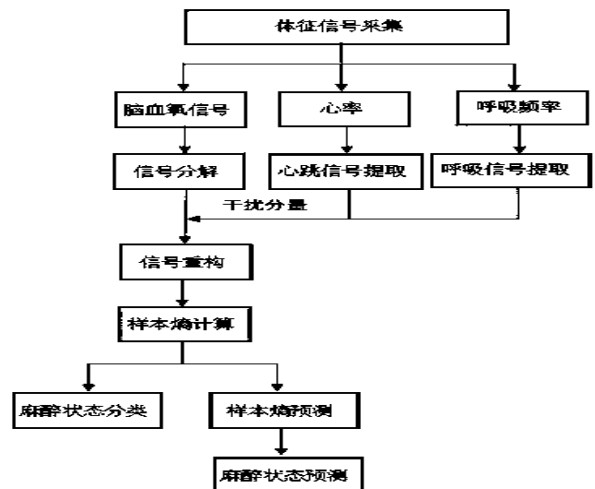 体征信号采集
脑血氧信号
心率
呼吸频率
信号分解
心跳信号提取
呼吸信号提取
干扰分量
信号重构
样本熵计算
麻醉状态分类
样本熵预测
麻醉状态预测